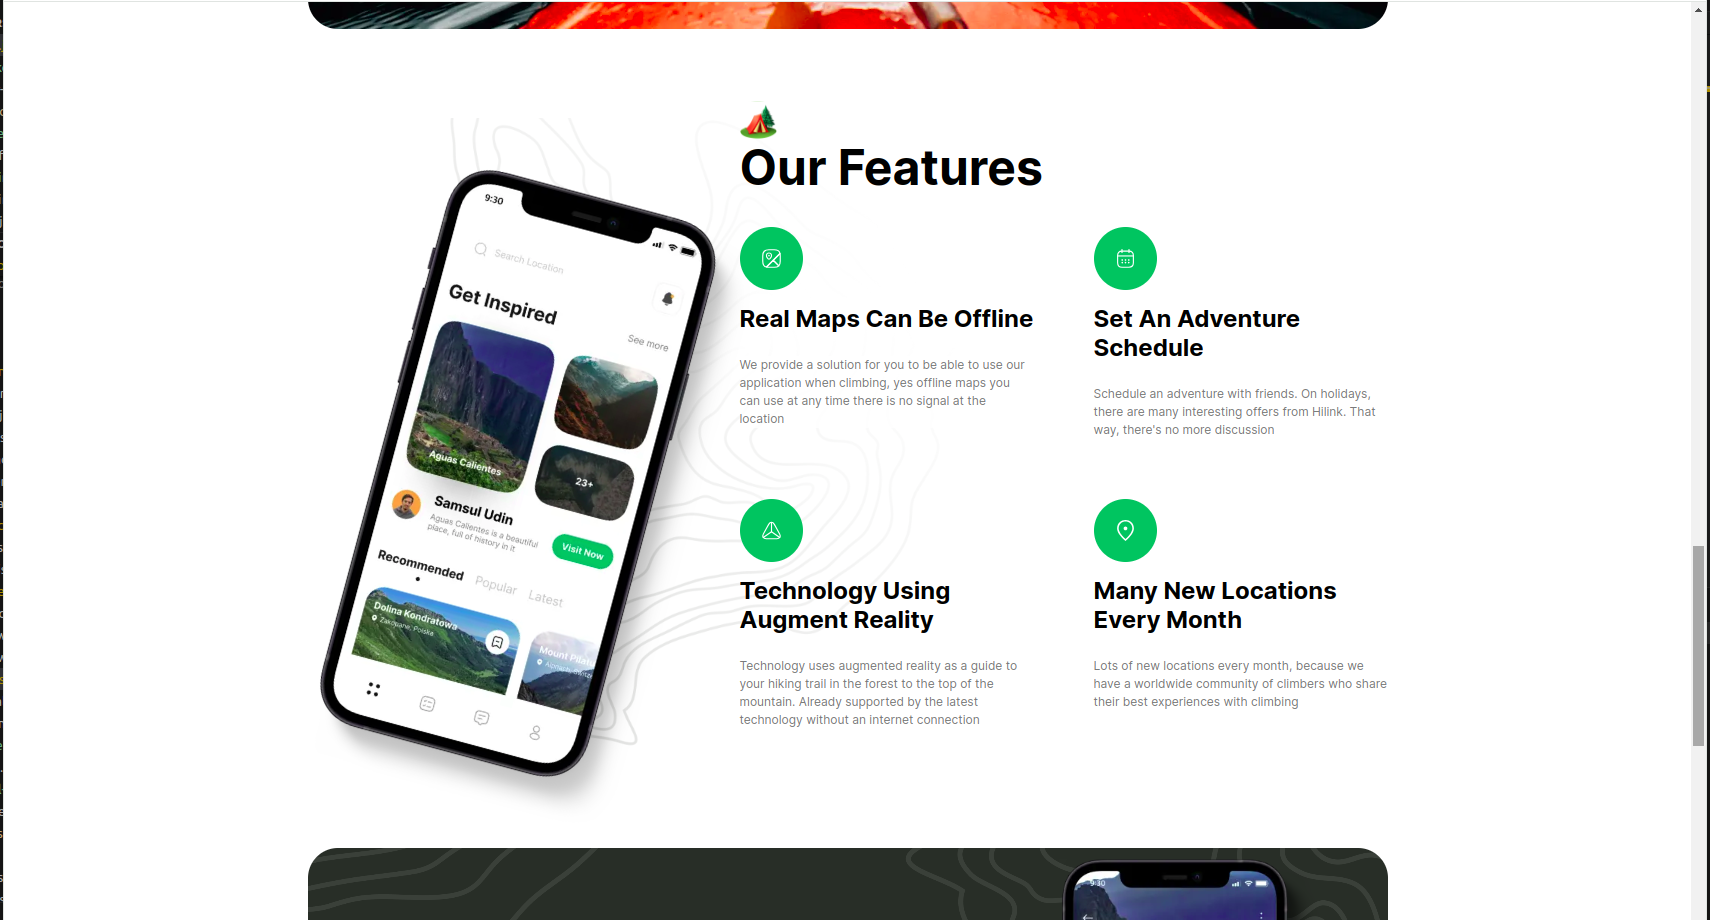 Our Features
9:30
Search Location
Get Inspired
See more
Aguas Calientes
23+
Samsul Udin
Aguas Calientes is a beautiful
place, full of history in it
Visit Now
Recommended
Popular
Latest
Dolina Kondratowa
Zakopane, Polska
Mount Pilat
Real Maps Can Be Offline
We provide a solution for you to be able to use our
application when climbing, yes offline maps you
can use at any time there is no signal at the
location
Set An Adventure
Schedule
Schedule an adventure with friends. On holidays,
there are many interesting offers from Hilink. That
way, there's no more discussion
Technology Using
Augment Reality
Technology uses augmented reality as a guide to
your hiking trail in the forest to the top of the
mountain. Already supported by the latest
technology without an internet connection
Many New Locations
Every Month
Lots of new locations every month, because we
have a worldwide community of climbers who share
their best experiences with climbing
9:30